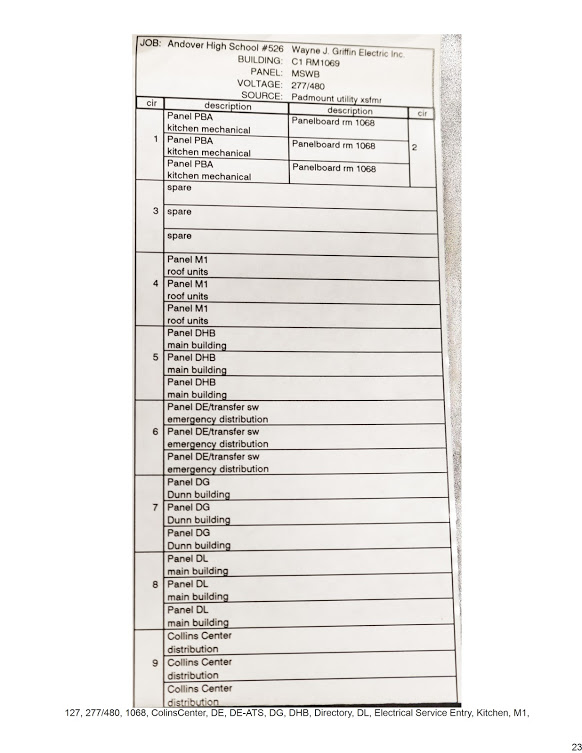 JOB: Andover High School #526 Wayne J. Griffin Electric Inc.
BUILDING: C1 RM1069
PANEL: MSWB
VOLTAGE: 277/480
SOURCE: Padmount utility xsfmr
cir description description cir
Panel PBA Panelboard rm 1068
kitchen mechanical
1 Panel PBA Panelboard rm 1068 2
kitchen mechanical
Panel PBA Panelboard rm 1068
kitchen mechanical
spare
3 spare
spare
Panel M1
roof units
4 Panel M1
roof units
Panel M1
roof units
Panel DHB
main building
5 Panel DHB
main building
Panel DHB
main building
Panel DE/transfer sw
emergency distribution
6 Panel DE/transfer sw
emergency distribution
Panel DE/transfer sw
emergency distribution
Panel DG
Dunn building
7 Panel DG
Dunn building
Panel DG
Dunn building
Panel DL
main building
8 Panel DL
main building
Panel DL
main building
Collins Center
distribution
9 Collins Center
distribution
Collins Center
distribution
127, 277/480, 1068, ColinsCenter, DE, DE-ATS, DG, DHB, Directory, DL, Electrical Service Entry, Kitchen, M1,
23